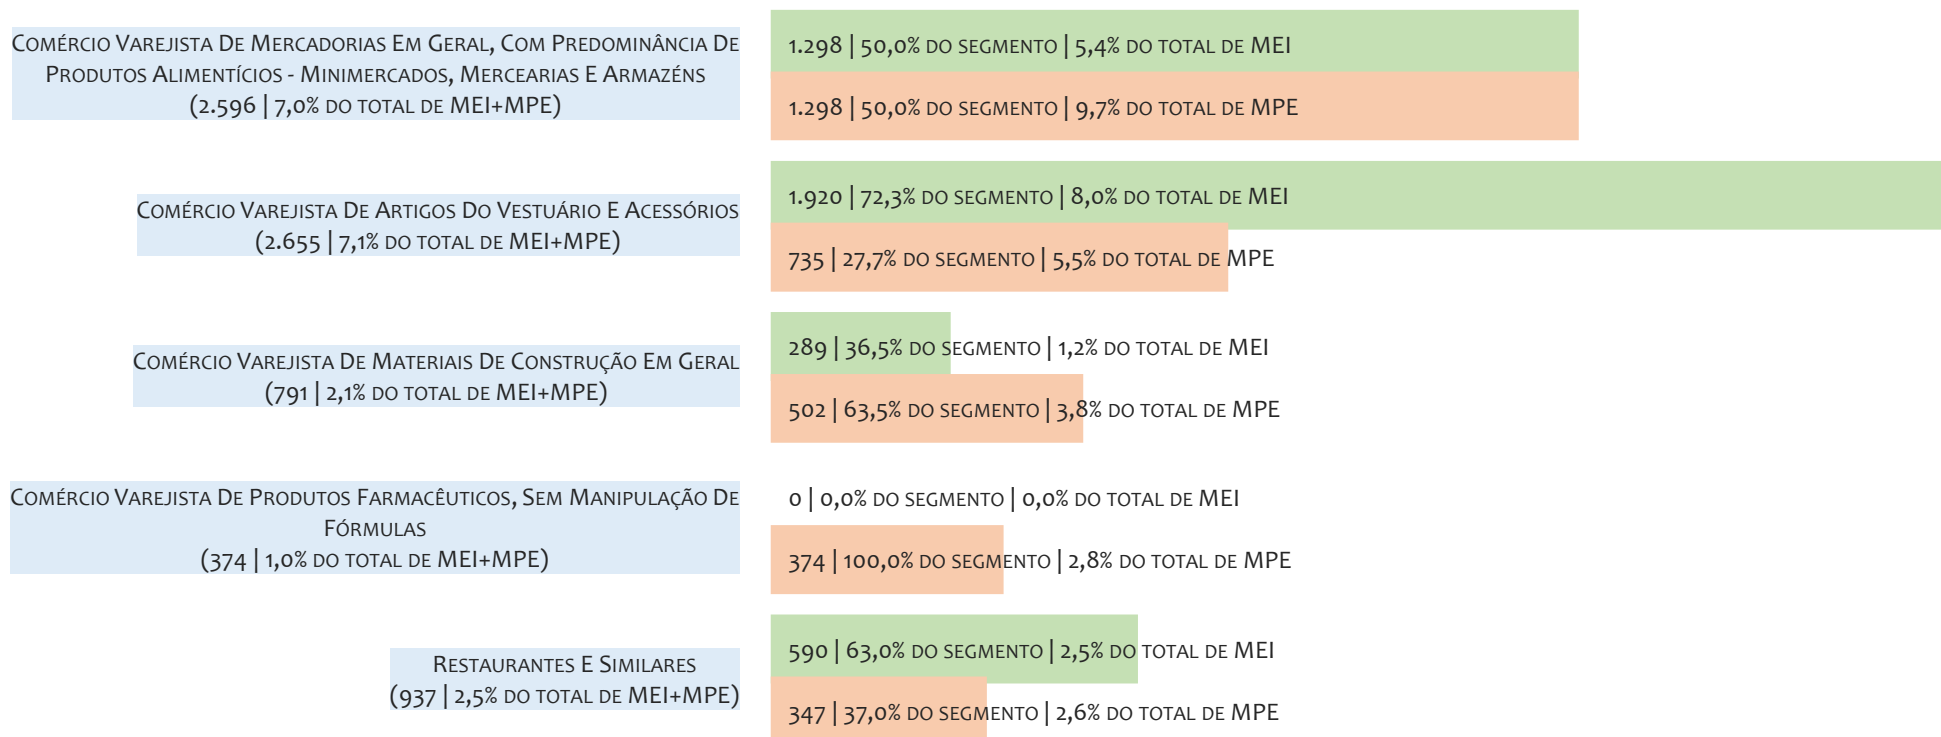 Comércio Varejista De Mercadorias Em Geral, Com Predominância De
Produtos Alimentícios - Minimercados, Mercearias E Armazéns
(2.596 | 7,0% do total de MEI+MPE)
1.298 | 50,0% do segmento | 5,4% do total de MEI
1.298 | 50,0% do segmento | 9,7% do total de MPE
Comércio Varejista De Artigos Do Vestuário E Acessórios
(2.655 | 7,1% do total de MEI+MPE)
1.920 | 72,3% do segmento | 8,0% do total de MEI
735 | 27,7% do segmento | 5,5% do total de MPE
Comércio Varejista De Materiais De Construção Em Geral
(791 | 2,1% do total de MEI+MPE)
289 | 36,5% do segmento | 1,2% do total de MEI
502 | 63,5% do segmento | 3,8% do total de MPE
Comércio Varejista De Produtos Farmacêuticos, Sem Manipulação De
Fórmulas
(374 | 1,0% do total de MEI+MPE)
0 | 0,0% do segmento | 0,0% do total de MEI
374 | 100,0% do segmento | 2,8% do total de MPE
Restaurantes E Similares
(937 | 2,5% do total de MEI+MPE)
590 | 63,0% do segmento | 2,5% do total de MEI
347 | 37,0% do segmento | 2,6% do total de MPE